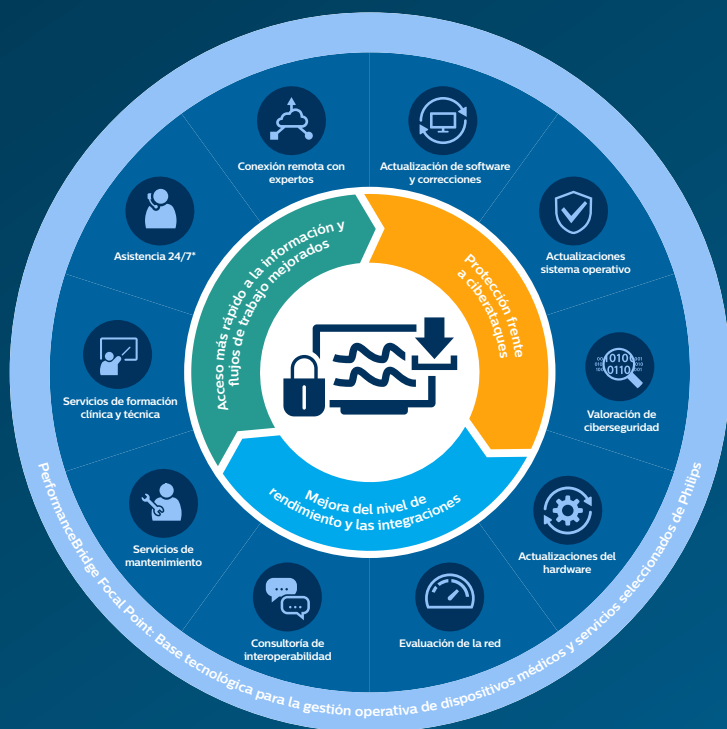 Conexión remota con
expertos
Actualización de software
y correcciones
Asistencia 24/7*
Actualizaciones
sistema operativo
Acceso más rápido a la información y
flujos de trabajo mejorados
Protección frente
a ciberataques
Servicios de formación
clínica y técnica
Valoración de
ciberseguridad
Mejora del nivel de
rendimiento y las integraciones
Servicios de
mantenimiento
Actualizaciones del
hardware
Consultoría de
interoperabilidad
Evaluación de la red
PerformanceBridge Focal Point: Base tecnológica para la gestión operativa de dispositivos médicos y servicios seleccionados de Philips